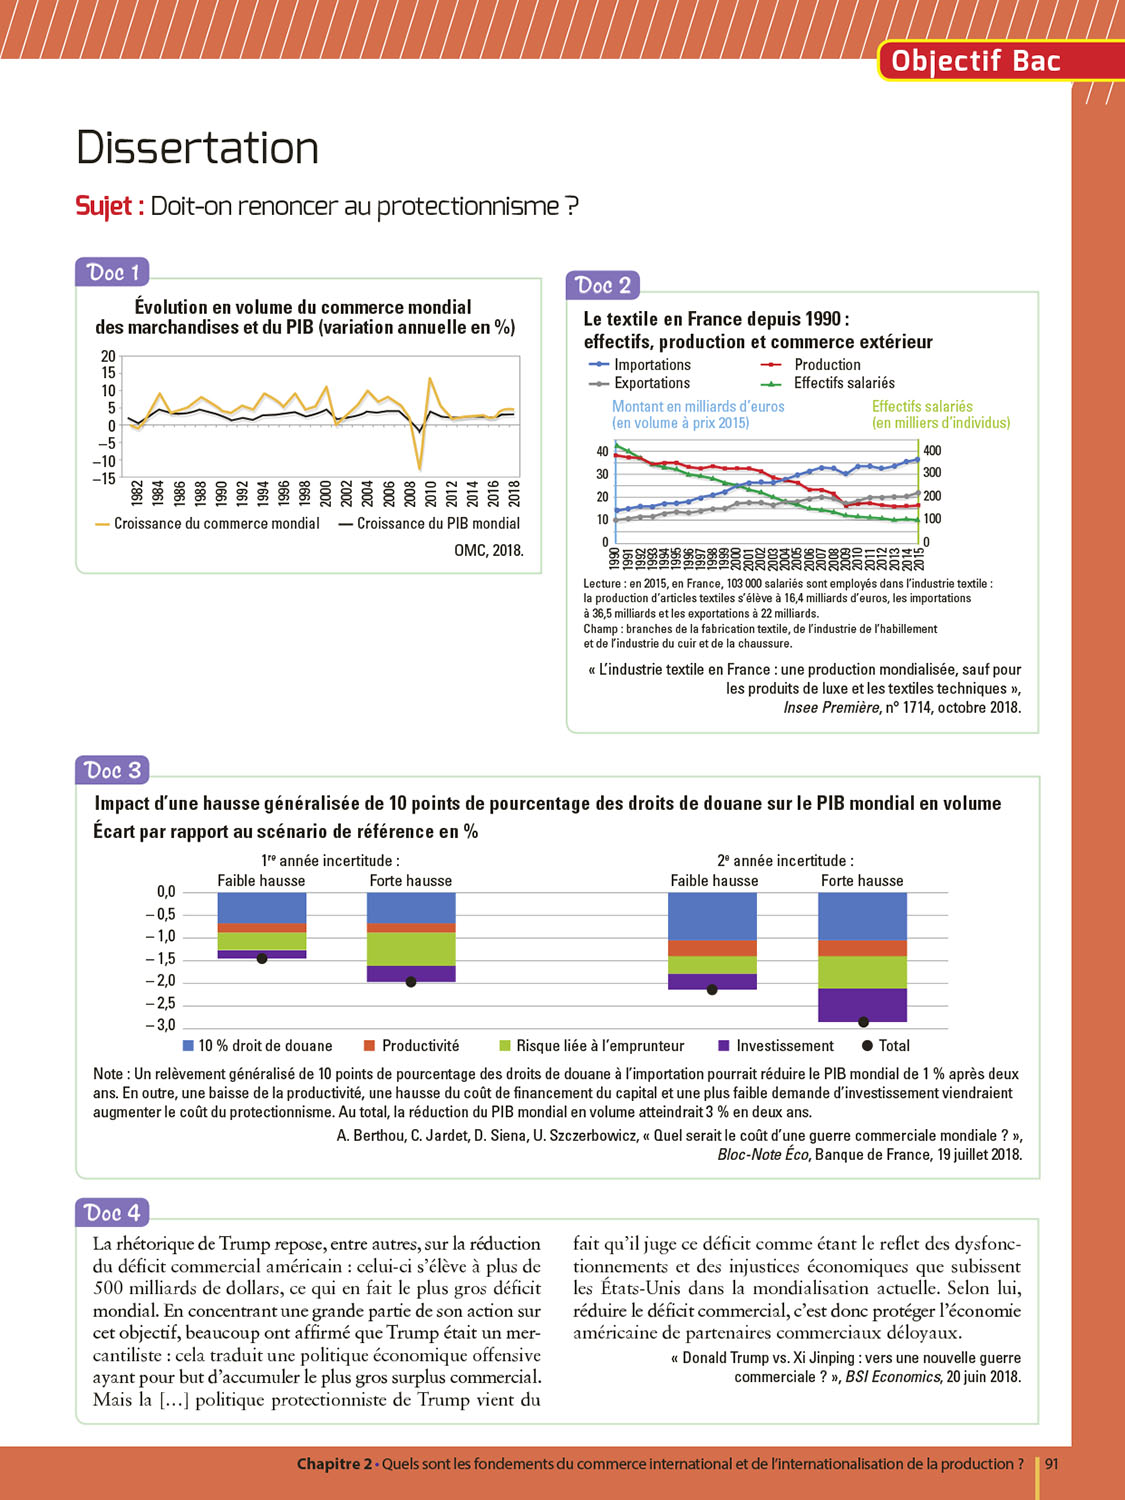 Objectif Bac
Dissertation
Sujet : Doit-on renoncer au protectionnisme ?
Doc 1
Évolution en volume du commerce mondial
des marchandises et du PIB (variation annuelle en %)
20
15
10
5
0
–5
–10
–15
1982 1984 1986 1988 1990 1992 1994 1996 1998 2000 2002 2004 2006 2008 2010 2012 2014 2016 2018
Croissance du commerce mondial Croissance du PIB mondial
OMC, 2018.
Doc 2
Le textile en France depuis 1990 :
effectifs, production et commerce extérieur
Importations Production
Exportations Effectifs salariés
Montant en milliards d'euros Effectifs salariés
(en volume à prix 2015) (en milliers d'individus)
40 400
30 300
20 200
10 100
0 0
1990 1991 1992 1993 1994 1995 1996 1997 1998 1999 2000 2001 2002 2003 2004 2005 2006 2007 2008 2009 2010 2011 2012 2013 2014 2015
Lecture : en 2015, en France, 103 000 salariés sont employés dans l'industrie textile :
la production d'articles textiles s'élève à 16,4 milliards d'euros, les importations
à 36,5 milliards et les exportations à 22 milliards.
Champ : branches de la fabrication textile, de l'industrie de l'habillement
et de l'industrie du cuir et de la chaussure.
« L'industrie textile en France : une production mondialisée, sauf pour
les produits de luxe et les textiles techniques »,
Insee Première, n° 1714, octobre 2018.
Doc 3
Impact d'une hausse généralisée de 10 points de pourcentage des droits de douane sur le PIB mondial en volume
Écart par rapport au scénario de référence en %
1re année incertitude : 2e année incertitude :
Faible hausse Forte hausse Faible hausse Forte hausse
0,0
– 0,5
– 1,0
– 1,5
– 2,0
– 2,5
– 3,0
10 % droit de douane Productivité Risque liée à l'emprunteur Investissement Total
Note : Un relèvement généralisé de 10 points de pourcentage des droits de douane à l'importation pourrait réduire le PIB mondial de 1 % après deux
ans. En outre, une baisse de la productivité, une hausse du coût de financement du capital et une plus faible demande d'investissement viendraient
augmenter le coût du protectionnisme. Au total, la réduction du PIB mondial en volume atteindrait 3 % en deux ans.
A. Berthou, C. Jardet, D. Siena, U. Szczerbowicz, « Quel serait le coût d'une guerre commerciale mondiale ? »,
Bloc-Note Éco, Banque de France, 19 juillet 2018.
Doc 4
La rhétorique de Trump repose, entre autres, sur la réduction
du déficit commercial américain : celui-ci s'élève à plus de
500 milliards de dollars, ce qui en fait le plus gros déficit
mondial. En concentrant une grande partie de son action sur
cet objectif, beaucoup ont affirmé que Trump était un mer-
cantiliste : cela traduit une politique économique offensive
ayant pour but d'accumuler le plus gros surplus commercial.
Mais la […] politique protectionniste de Trump vient du
fait qu'il juge ce déficit comme étant le reflet des dysfonc-
tionnements et des injustices économiques que subissent
les États-Unis dans la mondialisation actuelle. Selon lui,
réduire le déficit commercial, c'est donc protéger l'économie
américaine de partenaires commerciaux déloyaux.
« Donald Trump vs. Xi Jinping : vers une nouvelle guerre
commerciale ? », BSI Economics, 20 juin 2018.
Chapitre 2 • Quels sont les fondements du commerce international et de l'internationalisation de la production ? 91